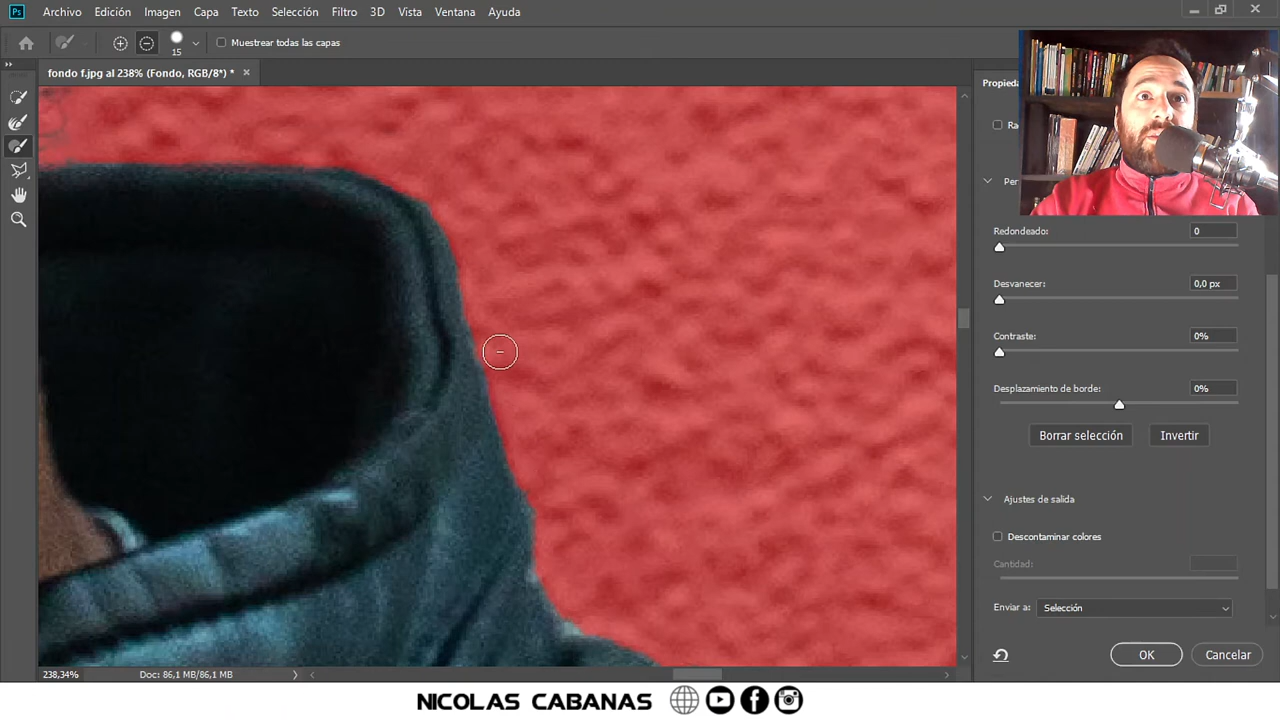 Ps Archivo Edición Imagen Capa Texto Selección Filtro 3D Vista Ventana Ayuda
15 Muestrear todas las capas
fondo f.jpg al 238% (Fondo, RGB/8*) *
Redondeado: 0
Desvanecer: 0,0 px
Contraste: 0%
Desplazamiento de borde: 0%
Borrar selección Invertir
Ajustes de salida
Descontaminar colores
Cantidad:
Enviar a: Selección
OK Cancelar
238,34% Doc: 86,1 MB/86,1 MB
NICOLAS CABANAS